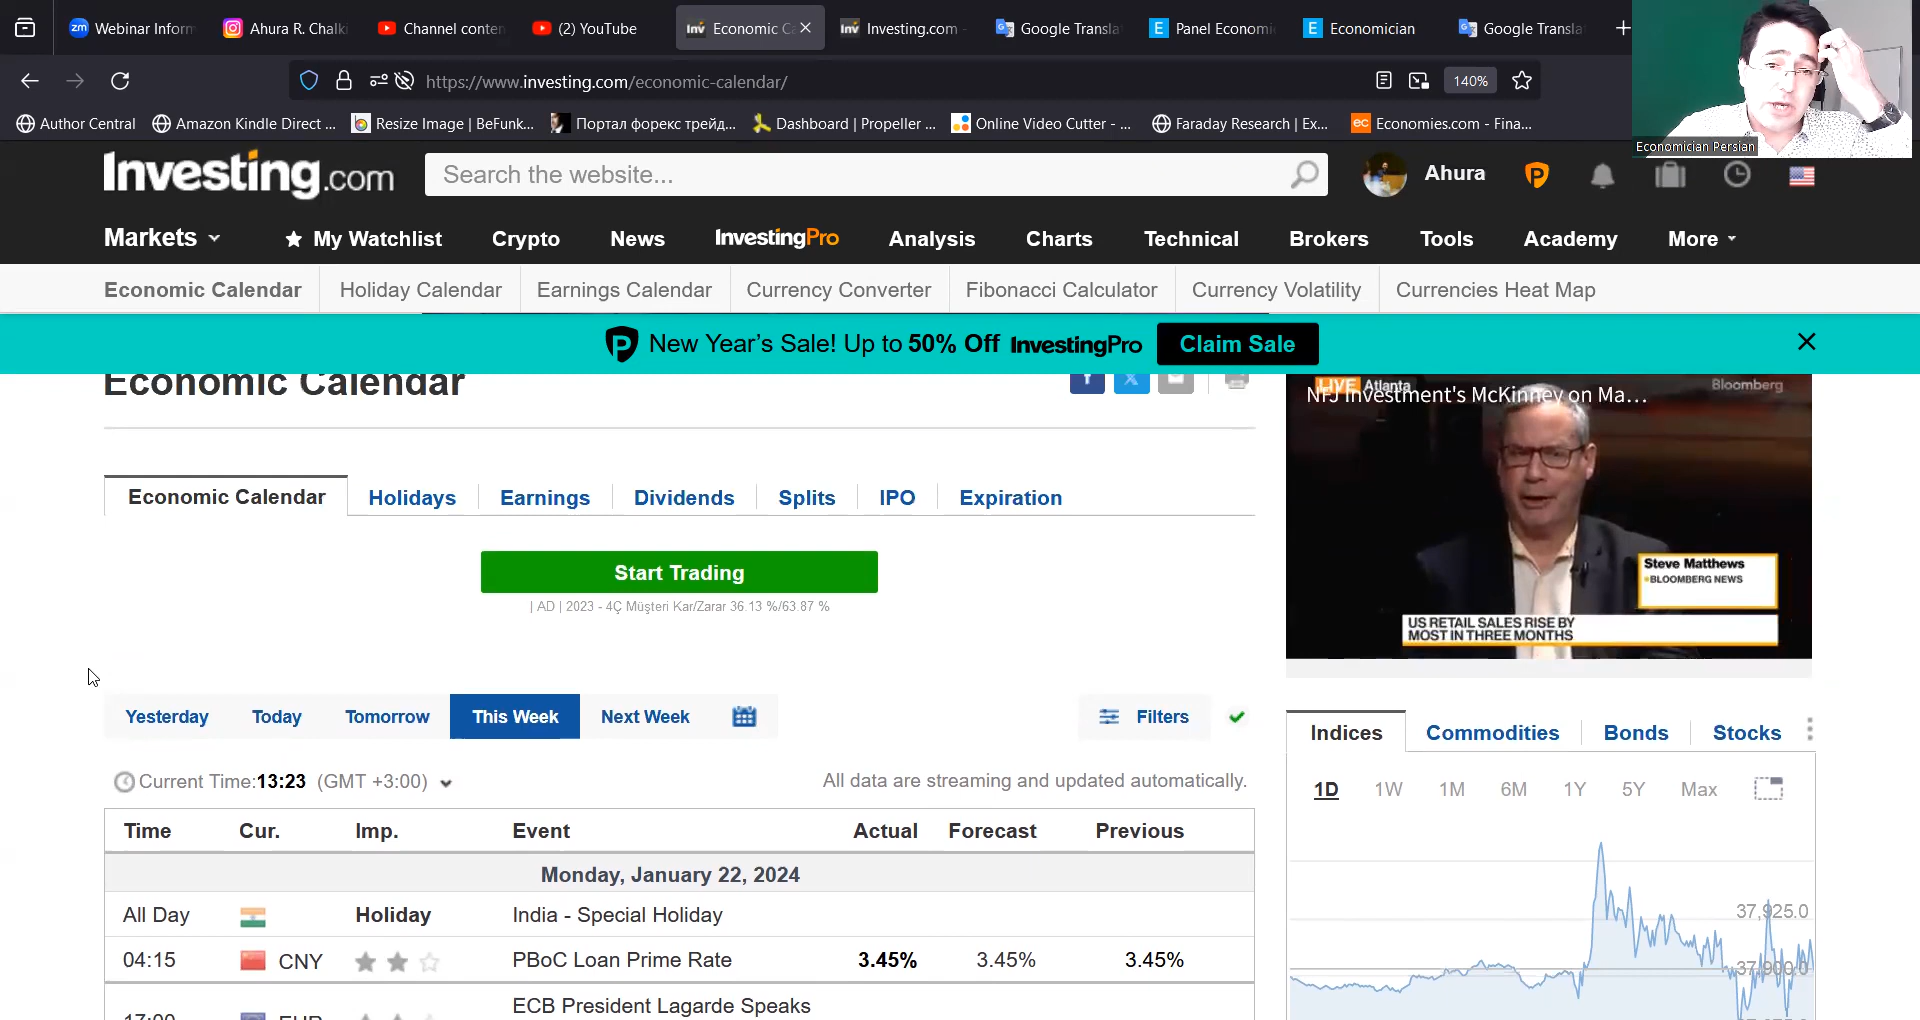 Webinar Inforn
Ahura R. Chalki
Channel conten
(2) YouTube
Economic Ca
Investing.com -
Google Transla
Panel Economi
Economician
Google Transla
https://www.investing.com/economic-calendar/
140%
Author Central
Amazon Kindle Direct ...
Resize Image | BeFunk...
Портал форекс трейд...
Dashboard | Propeller ...
Online Video Cutter - ...
Faraday Research | Ex...
Economies.com - Fina...
Economician Persian
Investing.com
Search the website...
Ahura
Markets
My Watchlist
Crypto
News
InvestingPro
Analysis
Charts
Technical
Brokers
Tools
Academy
More
Economic Calendar
Holiday Calendar
Earnings Calendar
Currency Converter
Fibonacci Calculator
Currency Volatility
Currencies Heat Map
New Year's Sale! Up to 50% Off InvestingPro
Claim Sale
Economic Calendar
LIVE Atlanta
Bloomberg
NFJ Investment's McKinney on Ma...
Economic Calendar
Holidays
Earnings
Dividends
Splits
IPO
Expiration
Start Trading
| AD | 2023 - 4Ç Müşteri Kar/Zarar 36.13 %/63.87 %
Steve Matthews
BLOOMBERG NEWS
US RETAIL SALES RISE BY
MOST IN THREE MONTHS
Yesterday
Today
Tomorrow
This Week
Next Week
Filters
Indices
Commodities
Bonds
Stocks
Current Time:13:23 (GMT +3:00)
All data are streaming and updated automatically.
1D 1W 1M 6M 1Y 5Y Max
Time Cur. Imp. Event Actual Forecast Previous
Monday, January 22, 2024
All Day Holiday India - Special Holiday
37,925.0
04:15 CNY PBoC Loan Prime Rate 3.45% 3.45% 3.45%
37,900.0
17:00 EUR ECB President Lagarde Speaks